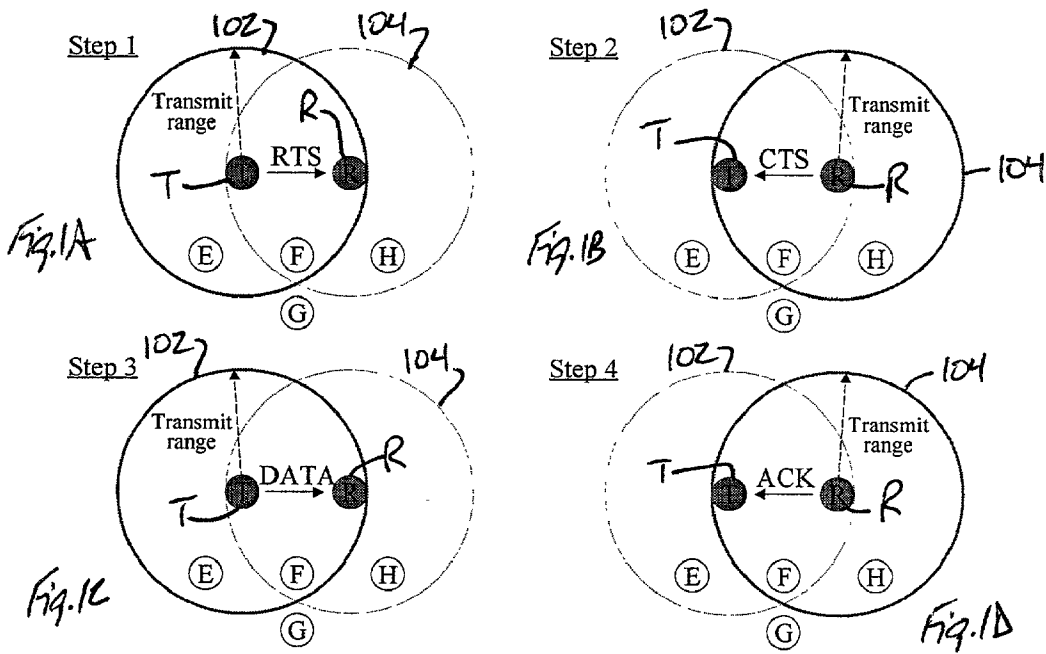 Step 1
102
104
Transmit
range
RTS
R
T
T
R
E
F
H
G
Fig.1A
Step 2
102
104
Transmit
range
CTS
T
R
T
R
E
F
H
G
Fig.1B
Step 3
102
104
Transmit
range
DATA
R
T
T
R
E
F
H
G
Fig.1C
Step 4
102
104
Transmit
range
ACK
T
R
T
R
E
F
H
G
Fig.1D